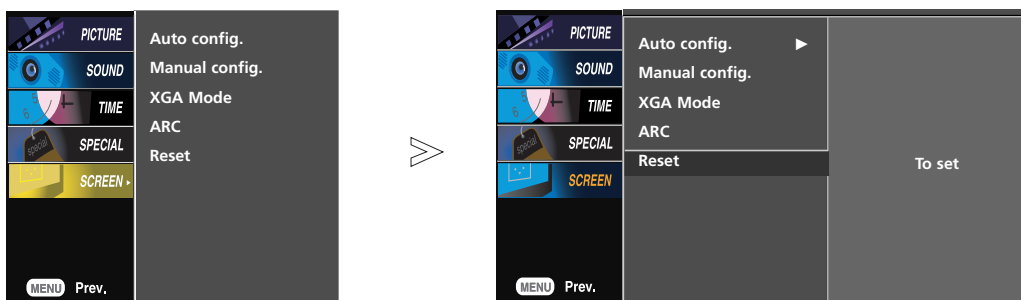 PICTURE
SOUND
TIME
SPECIAL
SCREEN
Auto config.
Manual config.
XGA Mode
ARC
Reset
MENU Prev.
>
PICTURE
SOUND
TIME
SPECIAL
SCREEN
Auto config. ►
Manual config.
XGA Mode
ARC
Reset
To set
MENU Prev.